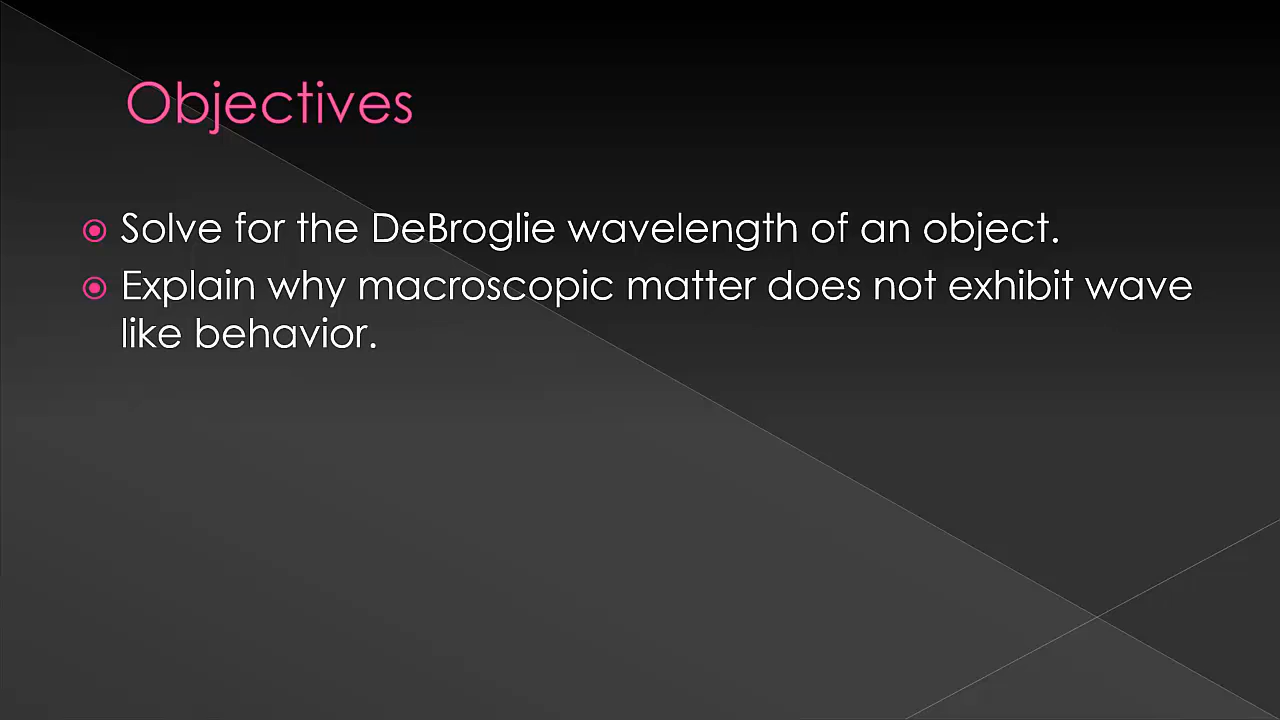 Objectives
Solve for the DeBroglie wavelength of an object.
Explain why macroscopic matter does not exhibit wave
like behavior.